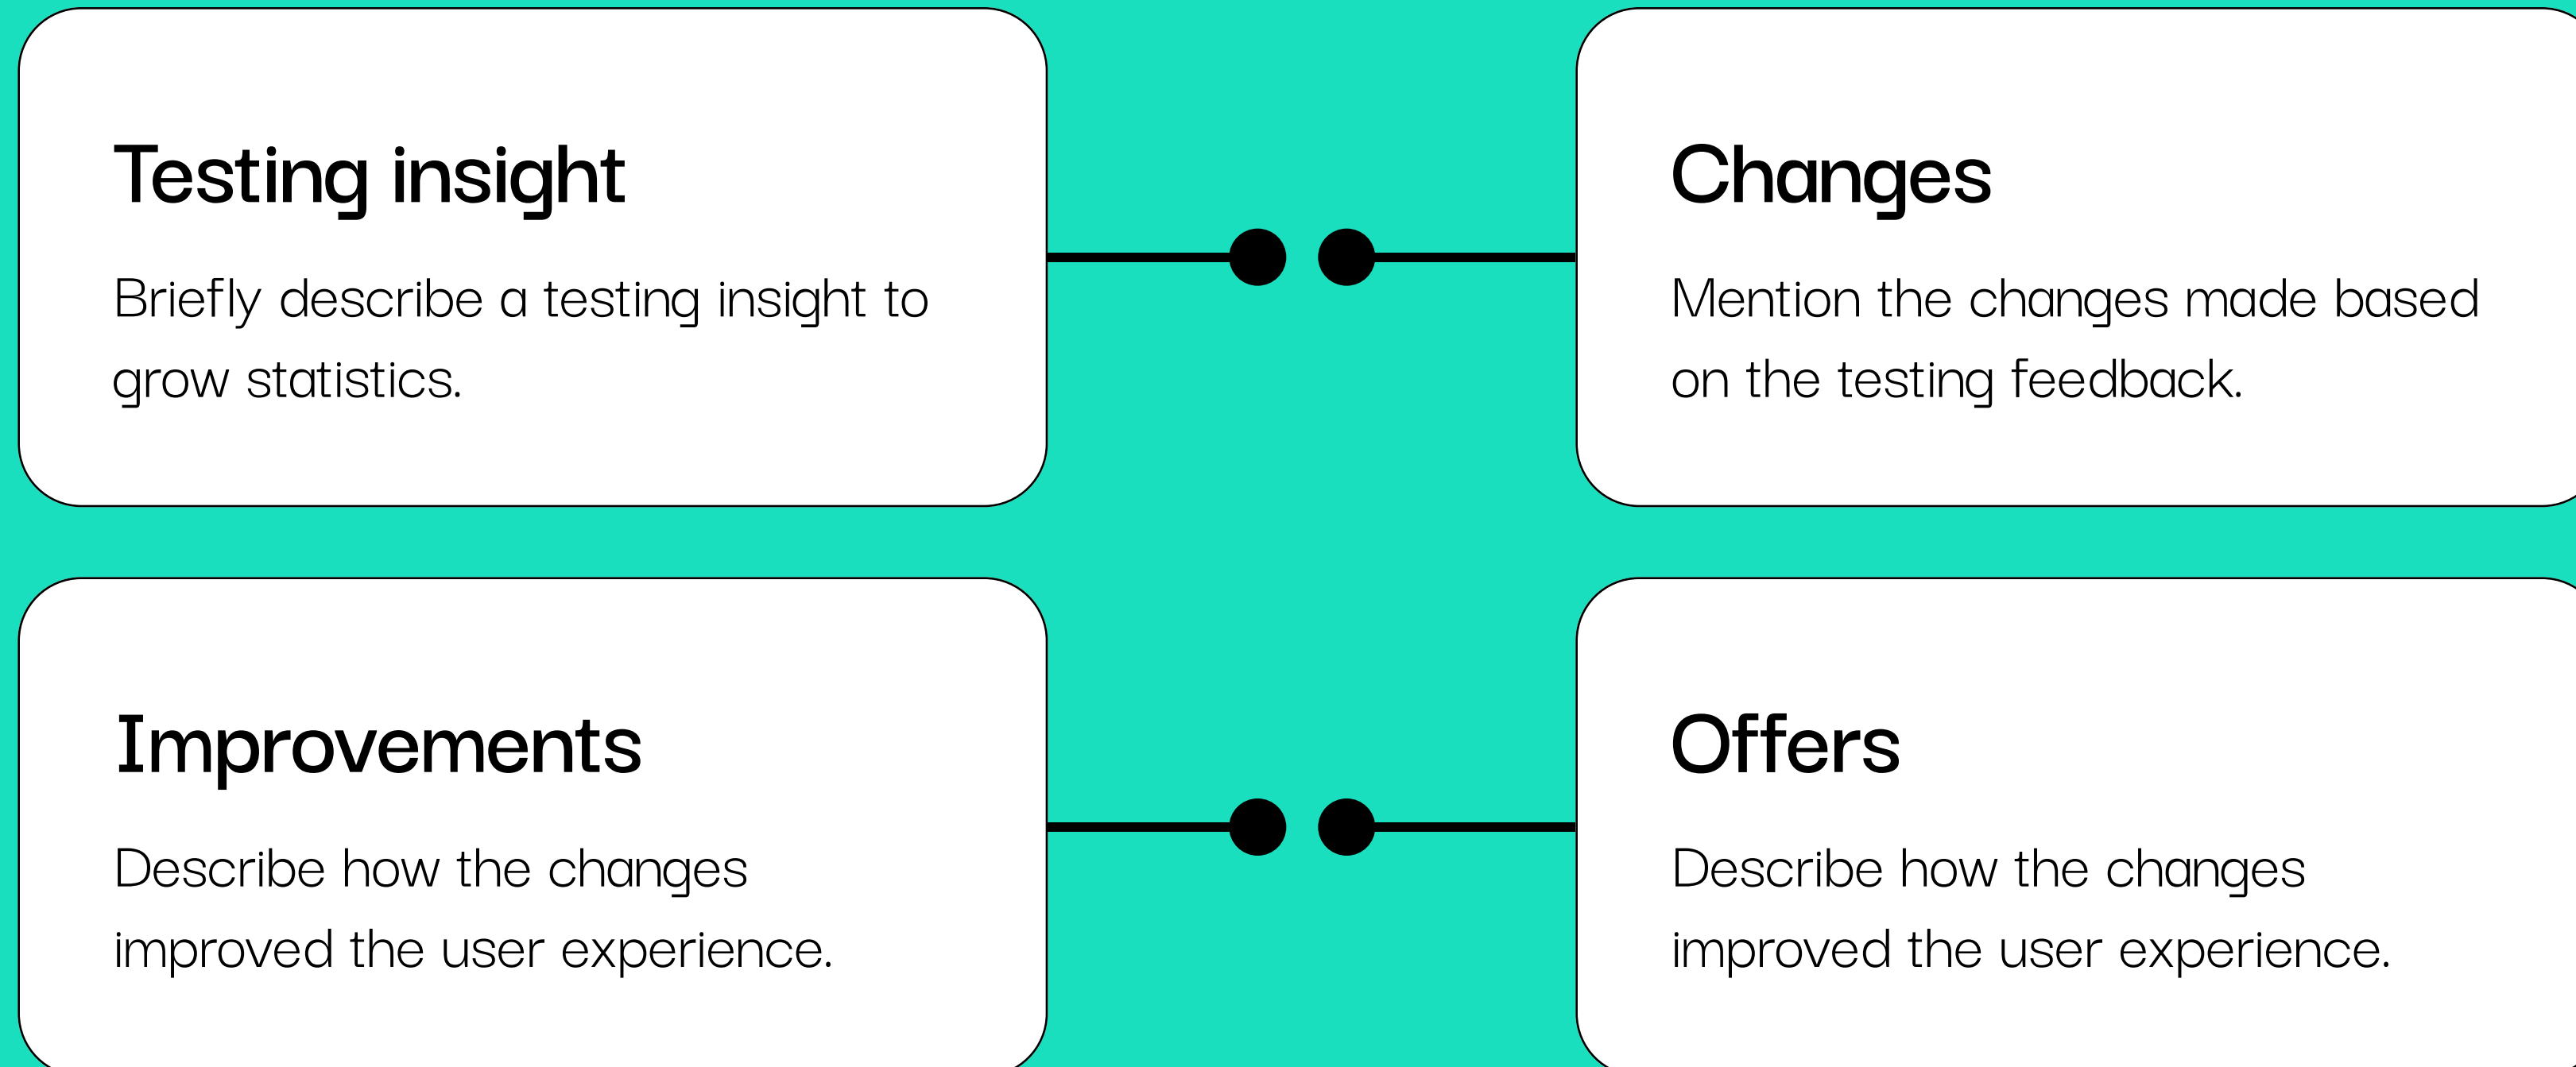 Testing insight
Briefly describe a testing insight to
grow statistics.
Changes
Mention the changes made based
on the testing feedback.
Improvements
Describe how the changes
improved the user experience.
Offers
Describe how the changes
improved the user experience.